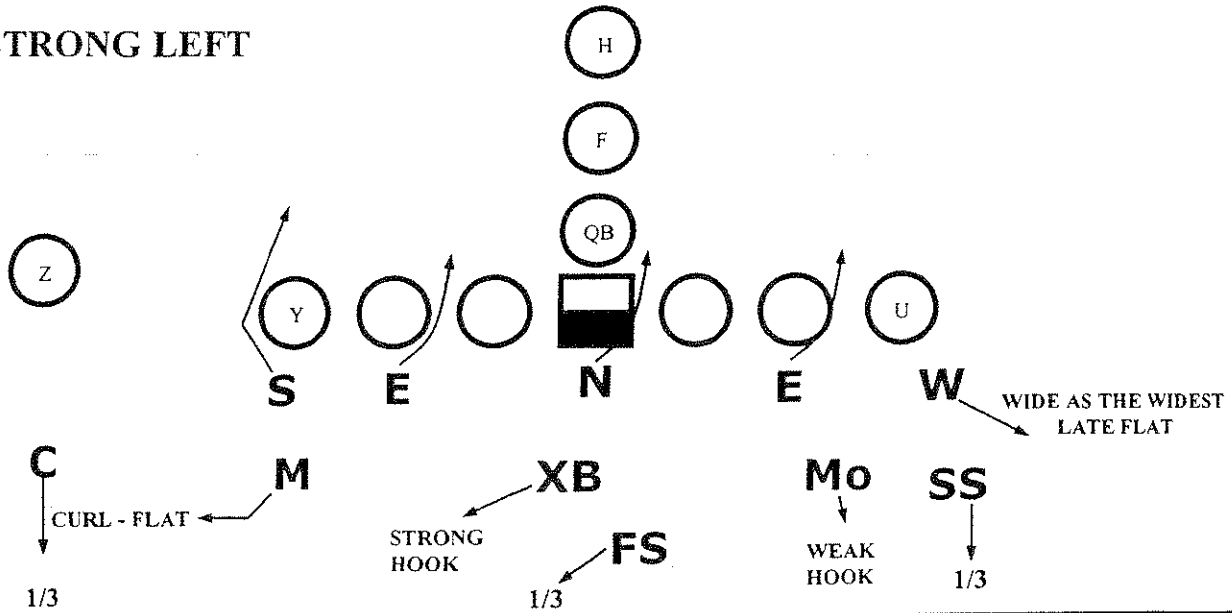 TRONG LEFT
H
F
QB
Z
Y
U
S
E
N
E
W
WIDE AS THE WIDEST
LATE FLAT
C
M
XB
Mo
SS
CURL - FLAT
STRONG
HOOK
FS
WEAK
HOOK
1/3
1/3
1/3